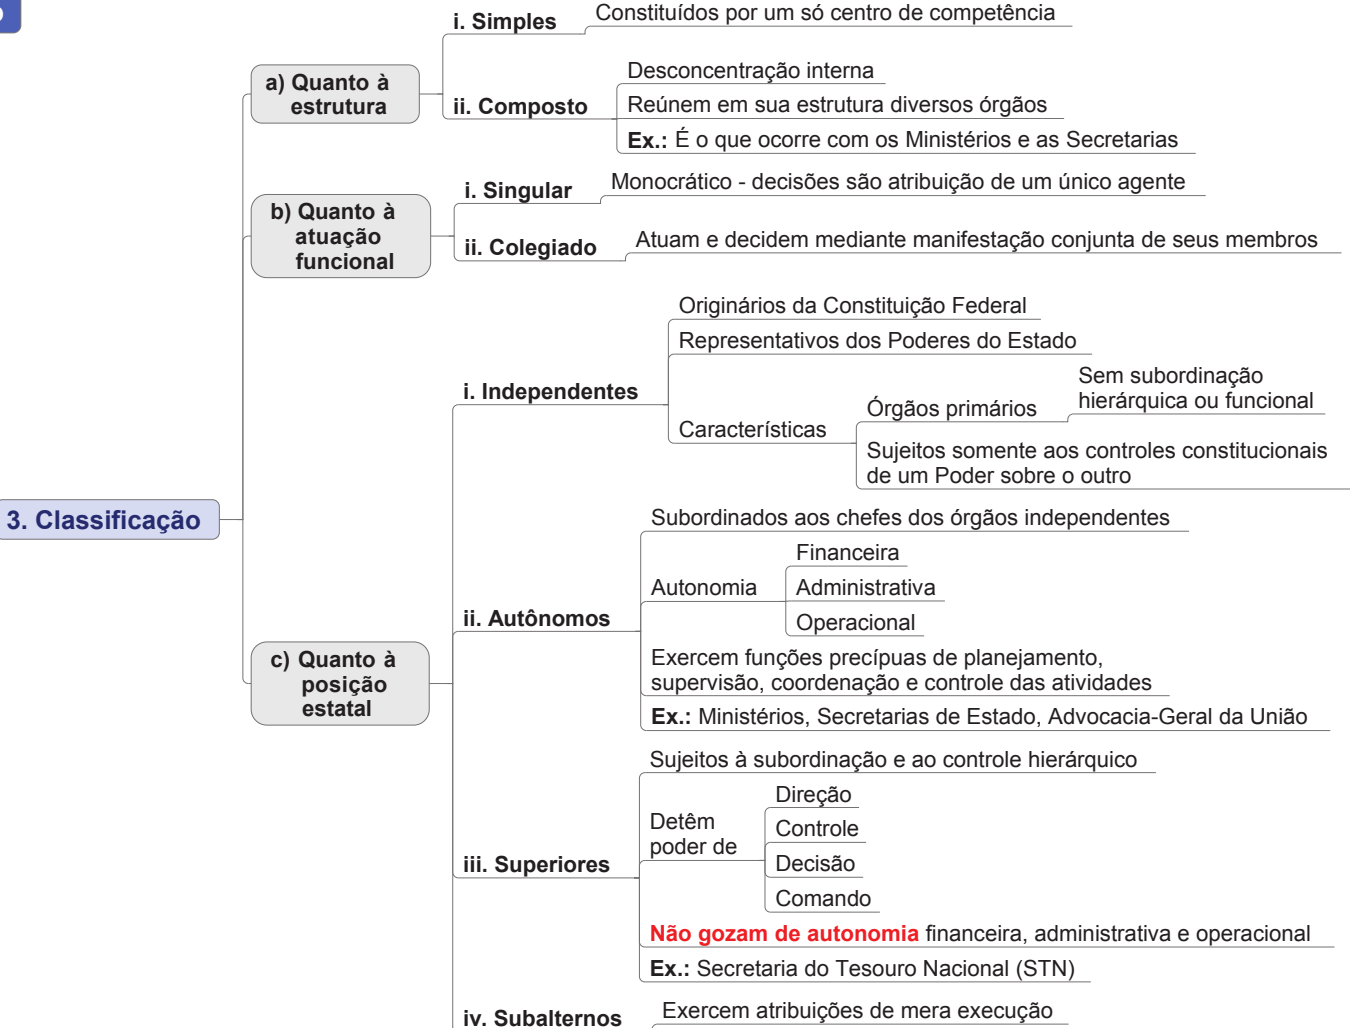 i. Simples
Constituídos por um só centro de competência
a) Quanto à
estrutura
Desconcentração interna
ii. Composto
Reúnem em sua estrutura diversos órgãos
Ex.: É o que ocorre com os Ministérios e as Secretarias
i. Singular
Monocrático - decisões são atribuição de um único agente
b) Quanto à
atuação
funcional
ii. Colegiado
Atuam e decidem mediante manifestação conjunta de seus membros
3. Classificação
c) Quanto à
posição
estatal
i. Independentes
Originários da Constituição Federal
Representativos dos Poderes do Estado
Características
Órgãos primários
Sem subordinação
hierárquica ou funcional
Sujeitos somente aos controles constitucionais
de um Poder sobre o outro
ii. Autônomos
Subordinados aos chefes dos órgãos independentes
Autonomia
Financeira
Administrativa
Operacional
Exercem funções precípuas de planejamento,
supervisão, coordenação e controle das atividades
Ex.: Ministérios, Secretarias de Estado, Advocacia-Geral da União
iii. Superiores
Sujeitos à subordinação e ao controle hierárquico
Detêm
poder de
Direção
Controle
Decisão
Comando
Não gozam de autonomia financeira, administrativa e operacional
Ex.: Secretaria do Tesouro Nacional (STN)
iv. Subalternos
Exercem atribuições de mera execução